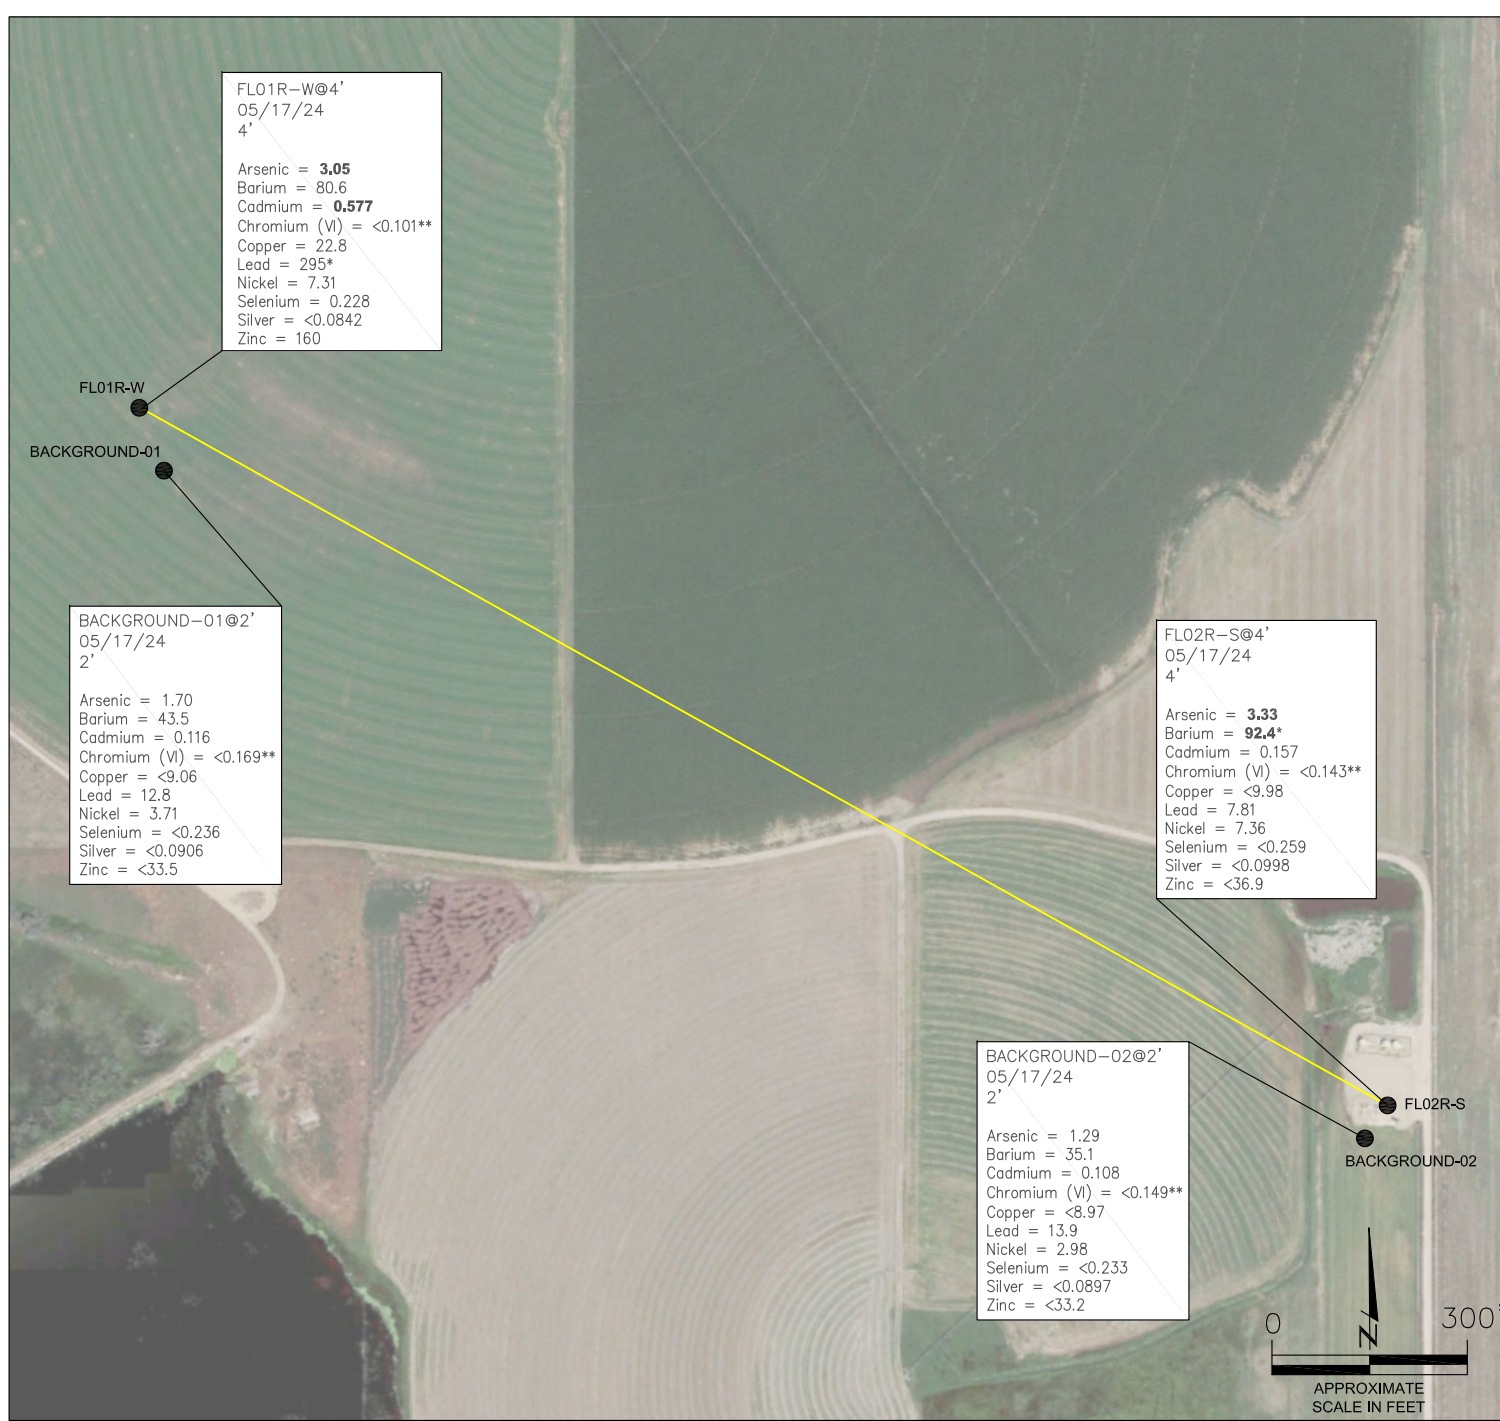 FL01R-W@4'
05/17/24
4'
Arsenic = 3.05
Barium = 80.6
Cadmium = 0.577
Chromium (VI) = <0.101**
Copper = 22.8
Lead = 295*
Nickel = 7.31
Selenium = 0.228
Silver = <0.0842
Zinc = 160
FL01R-W
BACKGROUND-01
BACKGROUND-01@2'
05/17/24
2'
Arsenic = 1.70
Barium = 43.5
Cadmium = 0.116
Chromium (VI) = <0.169**
Copper = <9.06
Lead = 12.8
Nickel = 3.71
Selenium = <0.236
Silver = <0.0906
Zinc = <33.5
FL02R-S@4'
05/17/24
4'
Arsenic = 3.33
Barium = 92.4*
Cadmium = 0.157
Chromium (VI) = <0.143**
Copper = <9.98
Lead = 7.81
Nickel = 7.36
Selenium = <0.259
Silver = <0.0998
Zinc = <36.9
BACKGROUND-02@2'
05/17/24
2'
Arsenic = 1.29
Barium = 35.1
Cadmium = 0.108
Chromium (VI) = <0.149**
Copper = <8.97
Lead = 13.9
Nickel = 2.98
Selenium = <0.233
Silver = <0.0897
Zinc = <33.2
FL02R-S
BACKGROUND-02
N
0 300'
APPROXIMATE
SCALE IN FEET